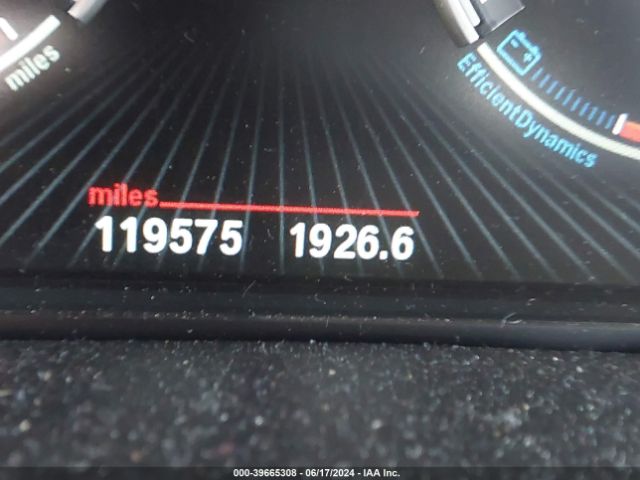 miles
EfficientDynamics
miles
119575 1926.6
000-39665308 - 06/17/2024 - IAA Inc.